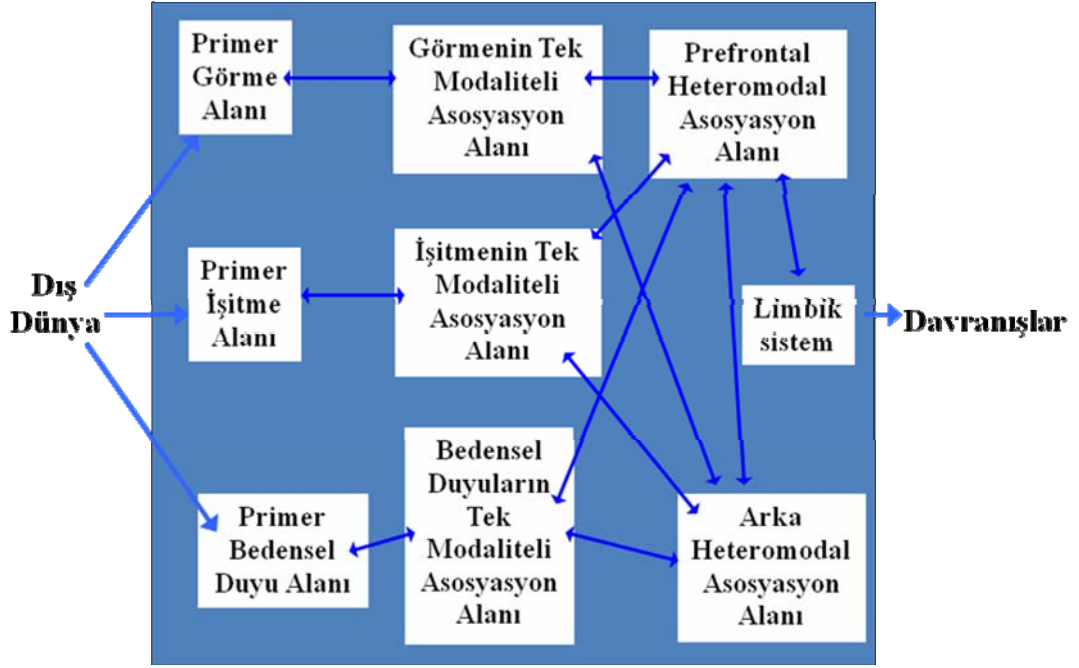 Primer
Görme
Alanı
Görmenin Tek
Modaliteli
Asosyasyon
Alanı
Prefrontal
Heteromodal
Asosyasyon
Alanı
Dış
Dünya
Primer
İşitme
Alanı
İşitmenin Tek
Modaliteli
Asosyasyon
Alanı
Limbik
sistem
Davranışlar
Primer
Bedensel
Duyu Alanı
Bedensel
Duyuların
Tek
Modaliteli
Asosyasyon
Alanı
Arka
Heteromodal
Asosyasyon
Alanı